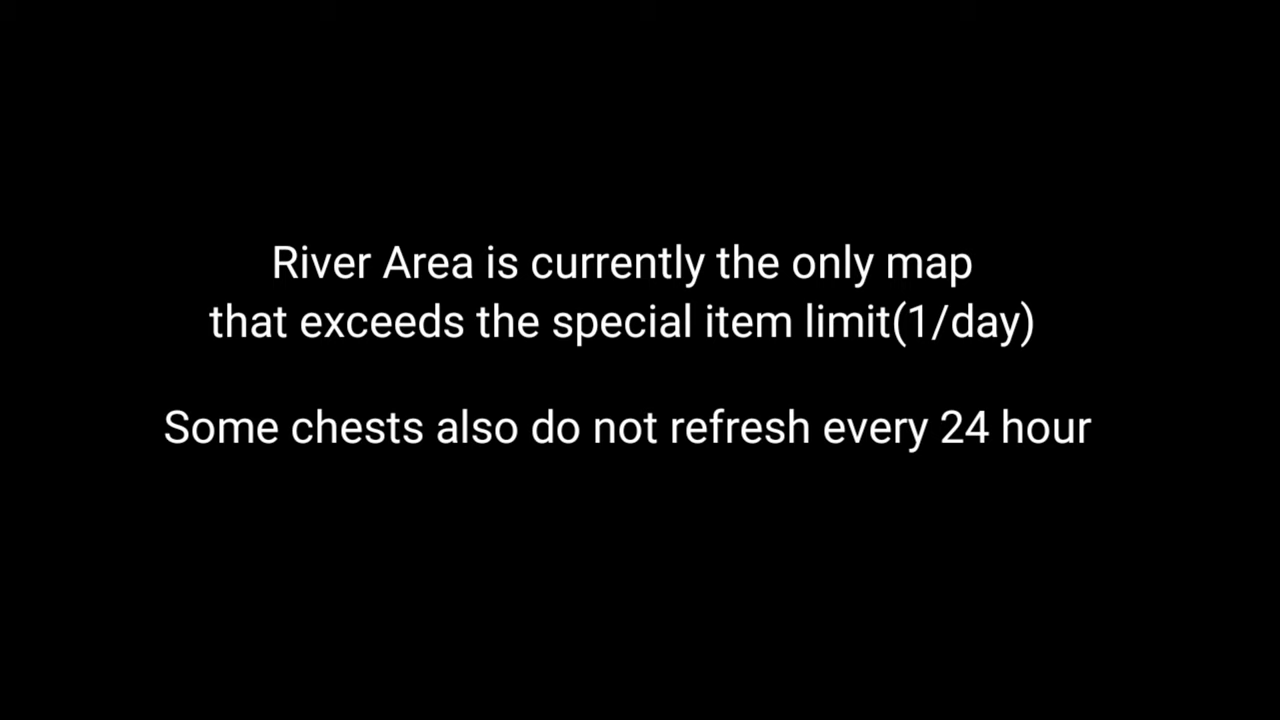 River Area is currently the only map
that exceeds the special item limit(1/day)
Some chests also do not refresh every 24 hour